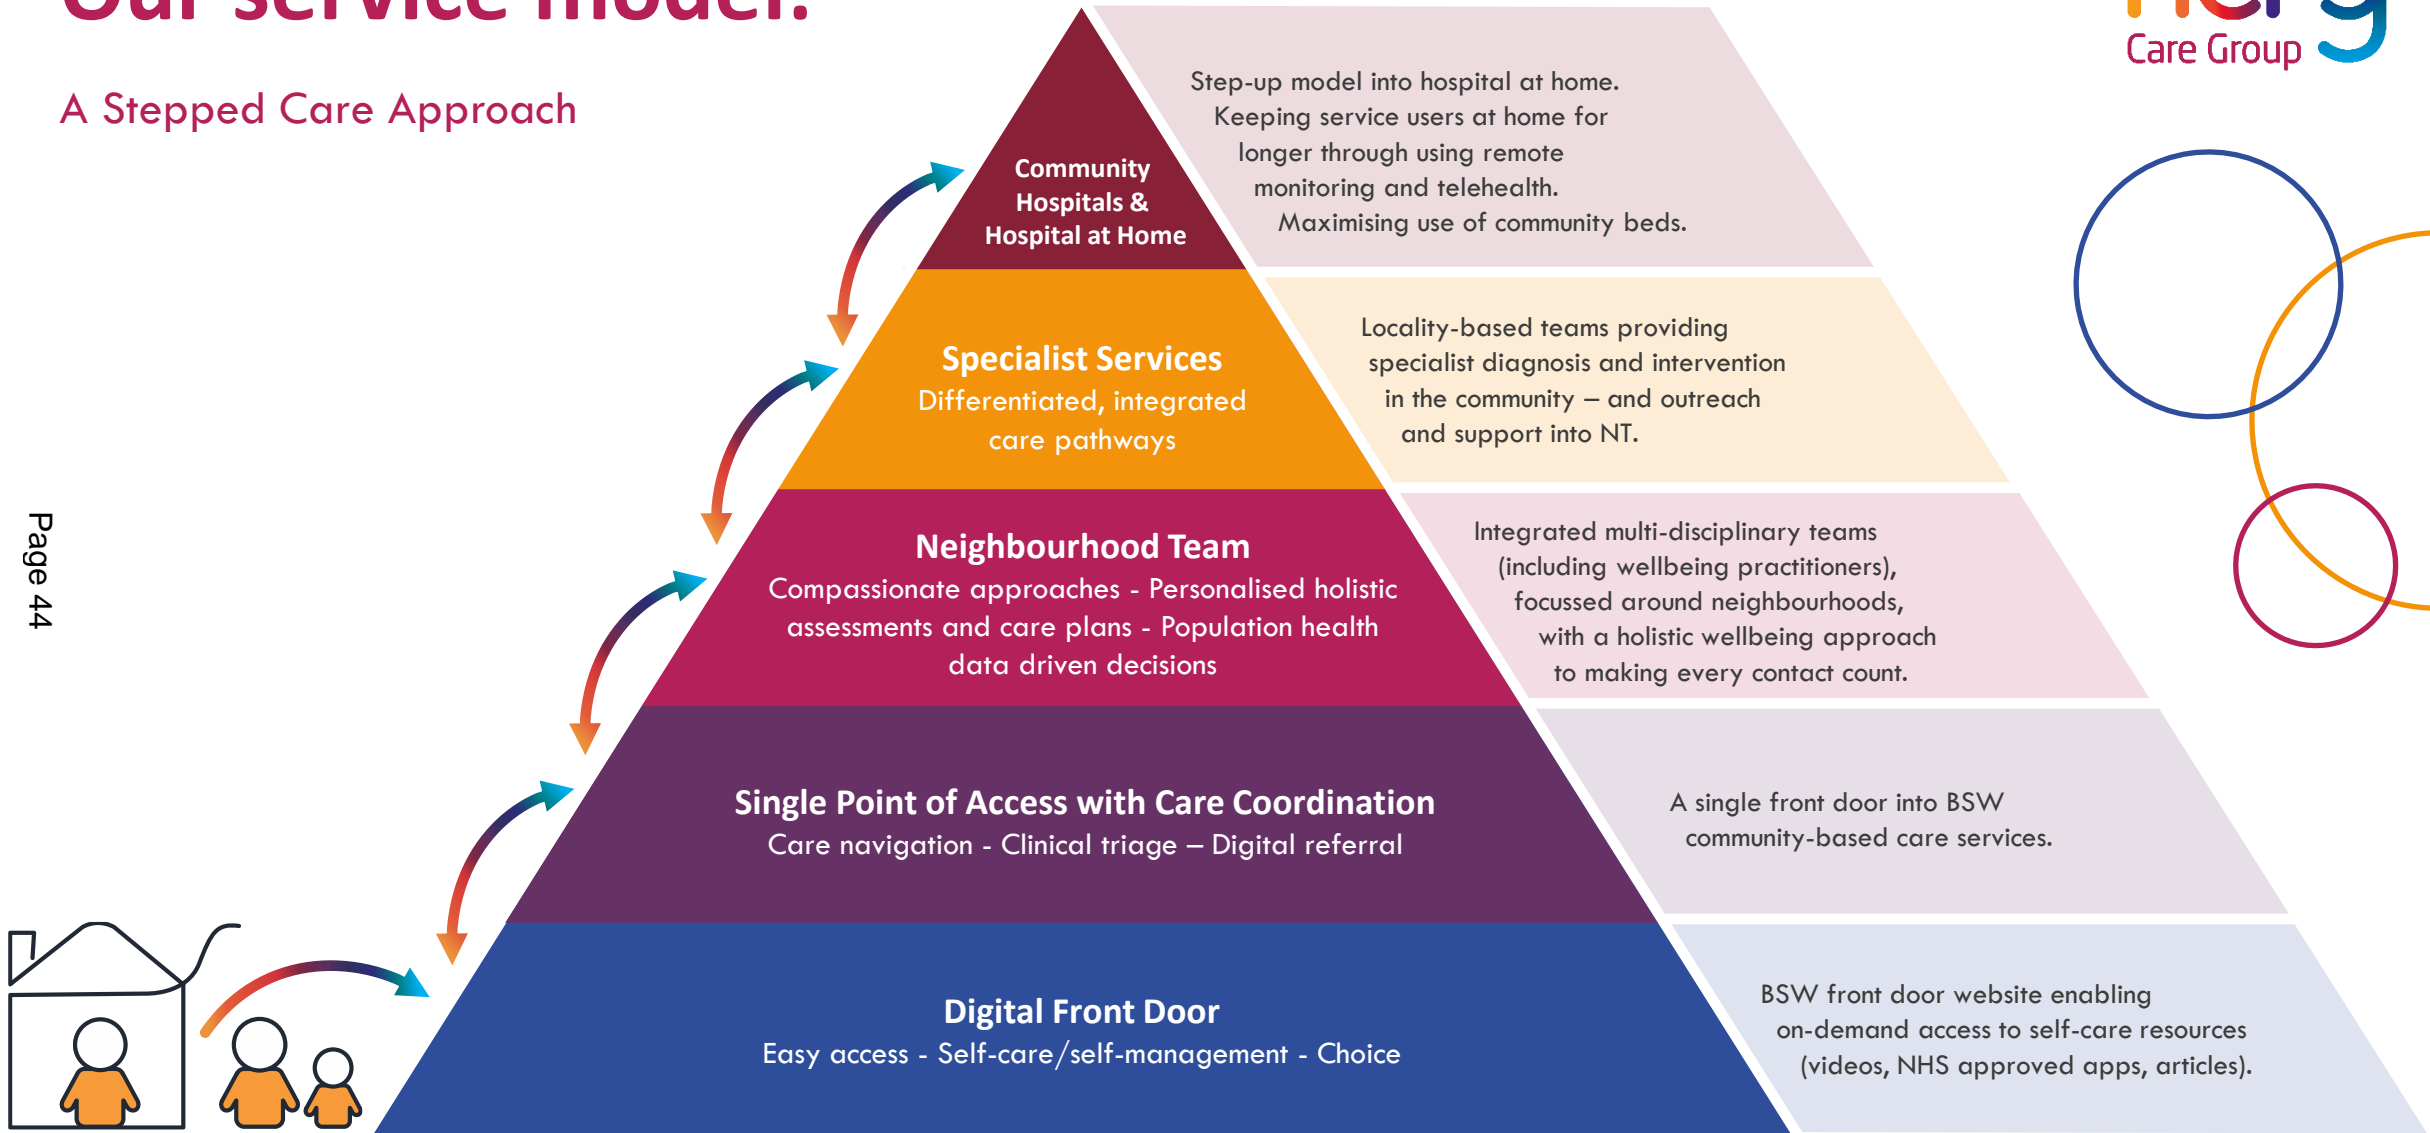 Our service model:
A Stepped Care Approach
Care Group
Community
Hospitals &
Hospital at Home
Step-up model into hospital at home.
Keeping service users at home for
longer through using remote
monitoring and telehealth.
Maximising use of community beds.
Specialist Services
Differentiated, integrated
care pathways
Locality-based teams providing
specialist diagnosis and intervention
in the community – and outreach
and support into NT.
Neighbourhood Team
Compassionate approaches - Personalised holistic
assessments and care plans - Population health
data driven decisions
Integrated multi-disciplinary teams
(including wellbeing practitioners),
focussed around neighbourhoods,
with a holistic wellbeing approach
to making every contact count.
Single Point of Access with Care Coordination
Care navigation - Clinical triage – Digital referral
A single front door into BSW
community-based care services.
Digital Front Door
Easy access - Self-care/self-management - Choice
BSW front door website enabling
on-demand access to self-care resources
(videos, NHS approved apps, articles).
Page 44